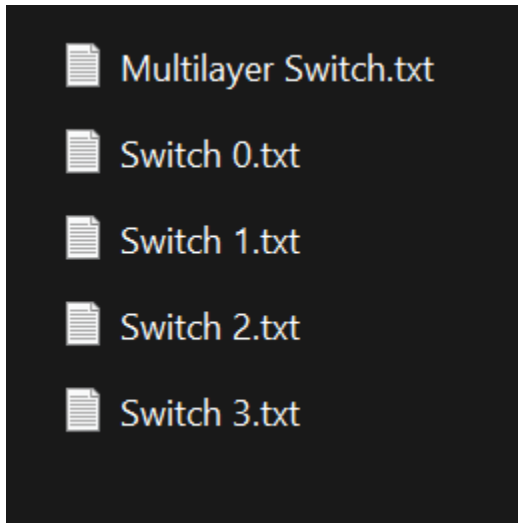 Multilayer Switch.txt
Switch 0.txt
Switch 1.txt
Switch 2.txt
Switch 3.txt